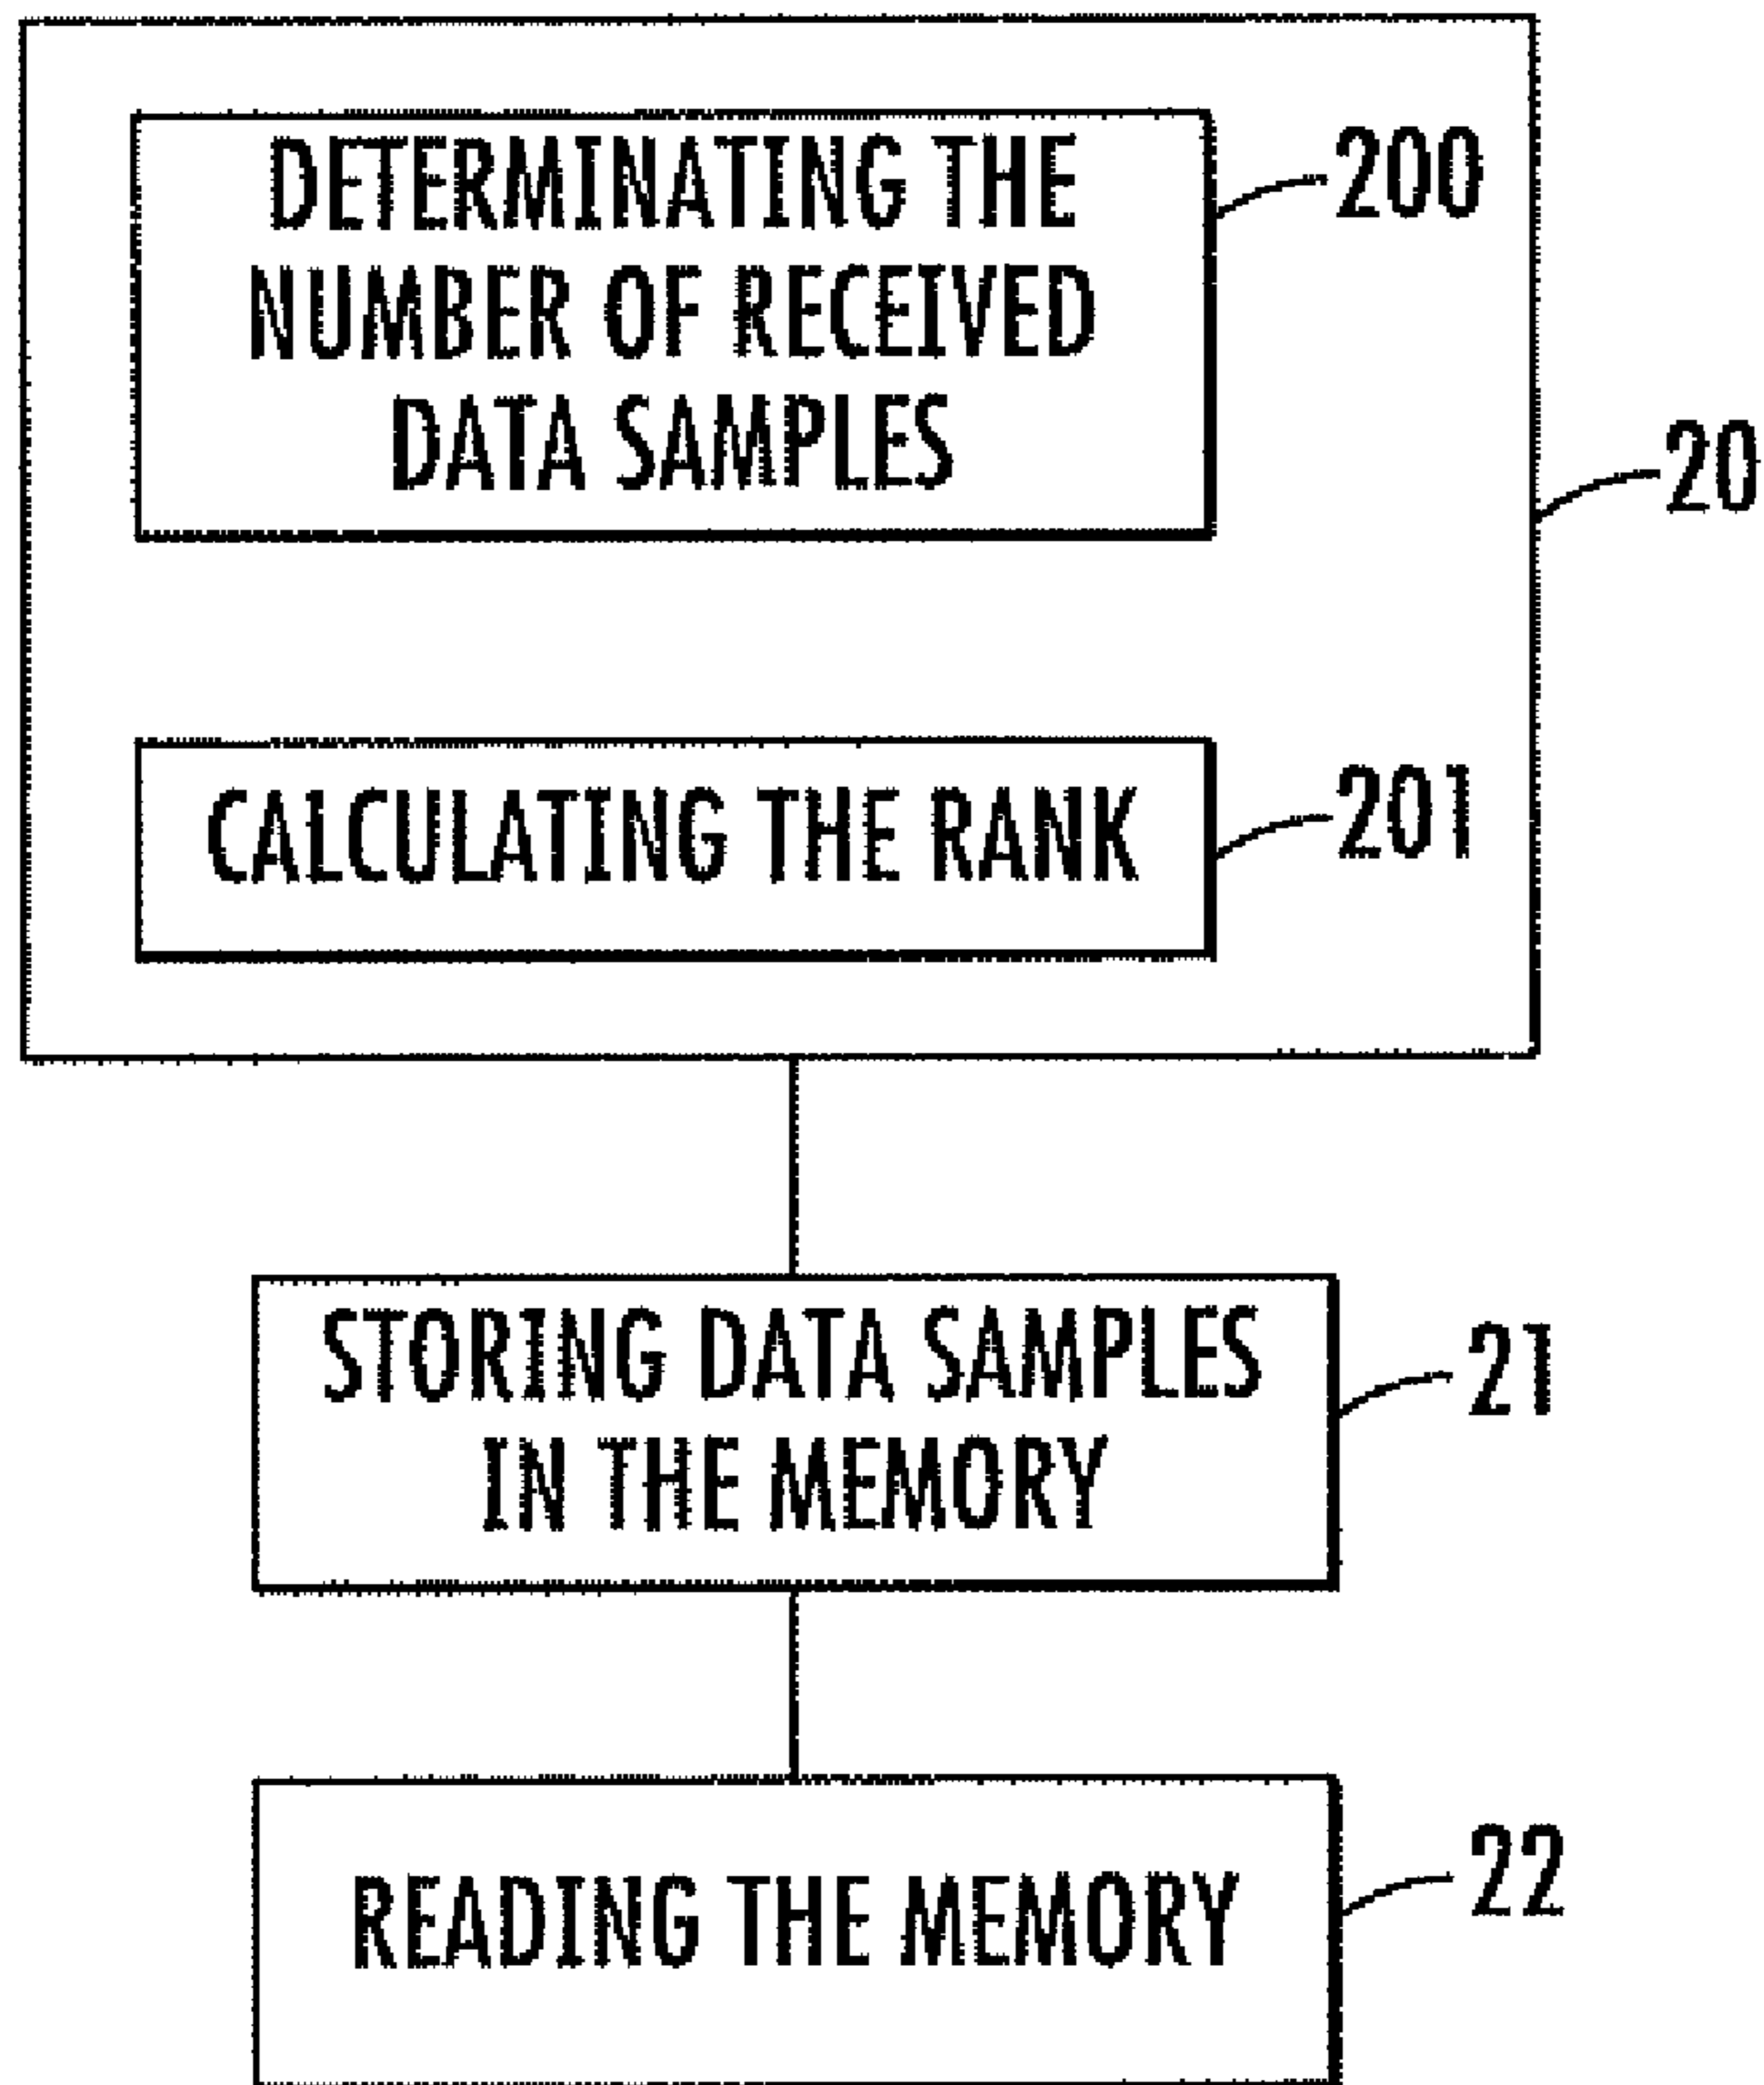 DETERMINATING THE
NUMBER OF RECEIVED
DATA SAMPLES
200
20
CALCULATING THE RANK
201
STORING DATA SAMPLES
IN THE MEMORY
21
READING THE MEMORY
22